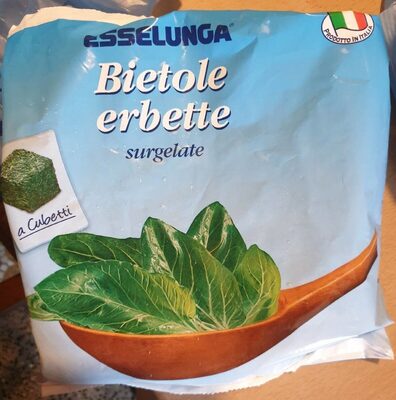 ESSELUNGA®
PRODOTTO IN ITALIA
Bietole
erbette
surgelate
a Cubetti